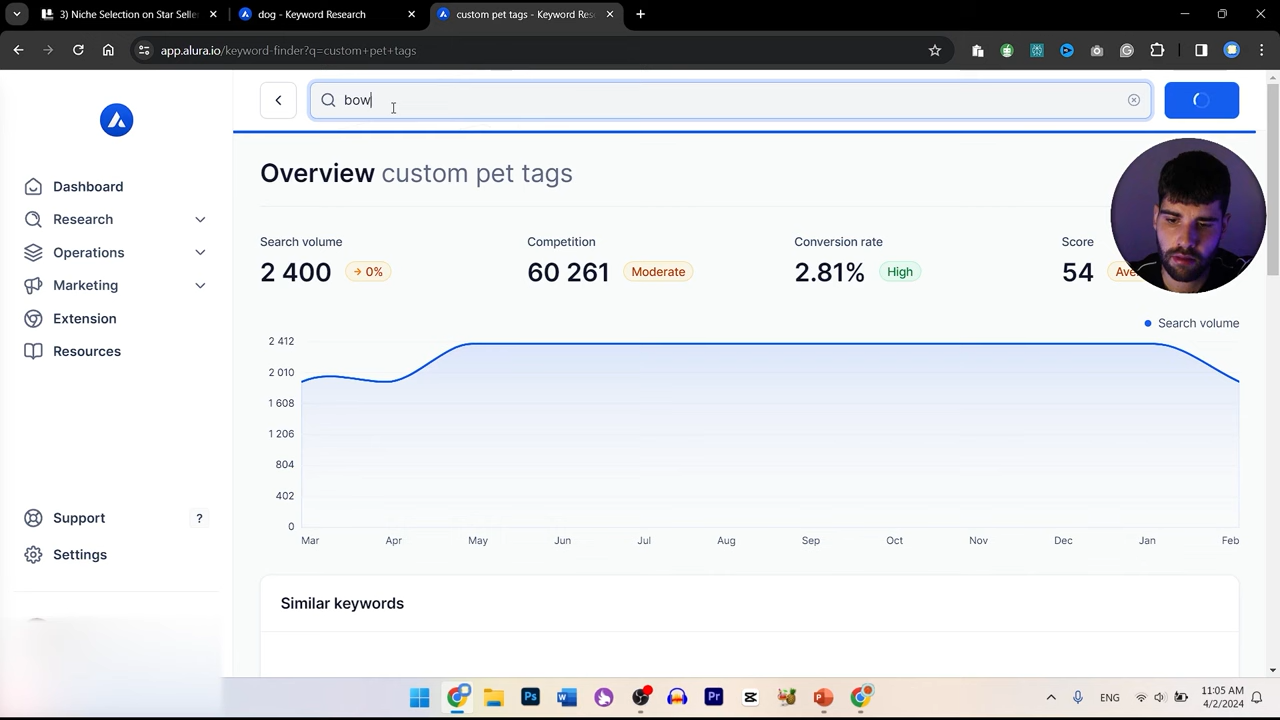 3) Niche Selection on Star Selle
dog - Keyword Research
custom pet tags - Keyword Res
app.alura.io/keyword-finder?q=custom+pet+tags
bow
Overview custom pet tags
Dashboard
Research
Operations
Marketing
Extension
Resources
Support ?
Settings
Search volume
2 400 → 0%
Competition
60 261 Moderate
Conversion rate
2.81% High
Score
54 Ave
Search volume
2 412
2 010
1 608
1 206
804
402
0
Mar Apr May Jun Jul Aug Sep Oct Nov Dec Jan Feb
Similar keywords
ENG
11:05 AM
4/2/2024